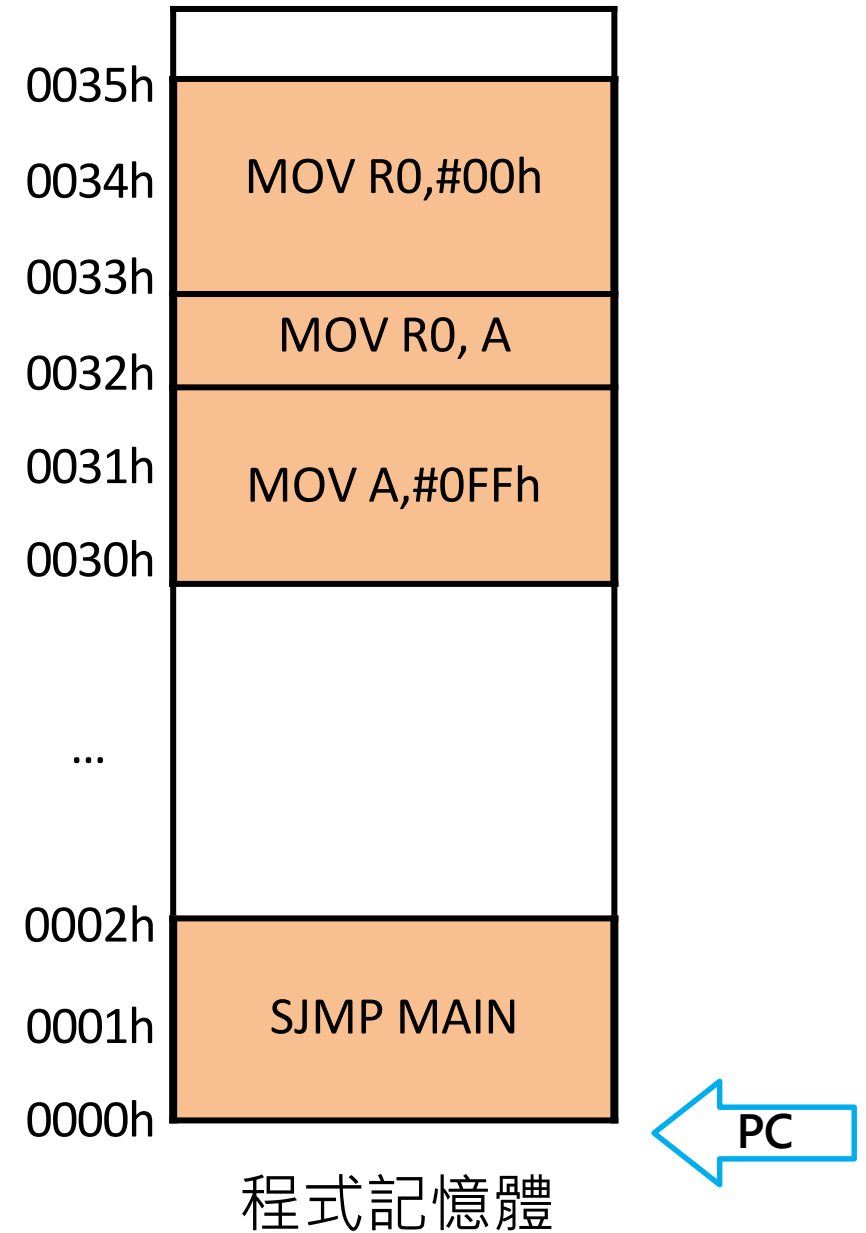 0035h
MOV R0,#00h
0034h
0033h
MOV R0, A
0032h
0031h
MOV A,#0FFh
0030h
...
0002h
SJMP MAIN
0001h
0000h
PC
程式記憶體